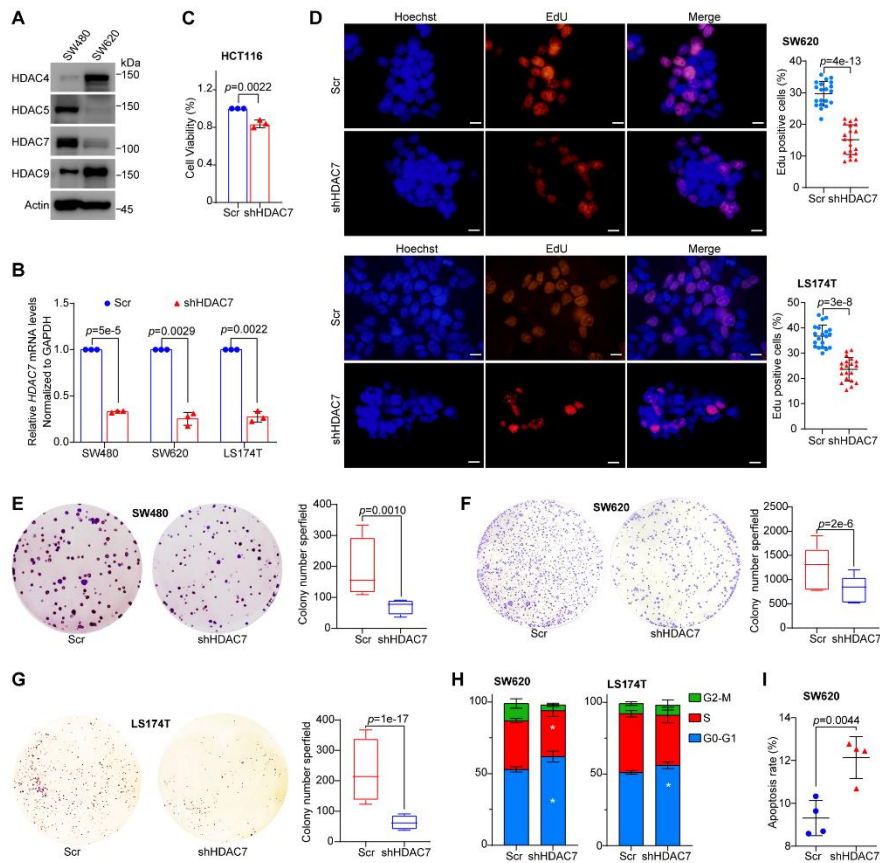 A
SW480
SW620
kDa
HDAC4
150
HDAC5
150
HDAC7
100
HDAC9
150
Actin
45
B
Scr
shHDAC7
Relative HDAC7 mRNA levels
Normalized to GAPDH
1.5
1.0
0.5
0.0
p=5e-5
p=0.0029
p=0.0022
SW480
SW620
LS174T
C
HCT116
Cell Viability (%)
1.2
0.8
0.4
0
p=0.0022
Scr
shHDAC7
D
Hoechst
EdU
Merge
Scr
shHDAC7
SW620
Edu positive cells (%)
40
30
20
10
0
p=4e-13
Scr
shHDAC7
Hoechst
EdU
Merge
Scr
shHDAC7
LS174T
Edu positive cells (%)
50
40
30
20
10
0
p=3e-8
Scr
shHDAC7
E
SW480
Scr
shHDAC7
Colony number sperfield
400
300
200
100
0
p=0.0010
Scr
shHDAC7
F
SW620
Scr
shHDAC7
Colony number sperfield
2500
2000
1500
1000
500
0
p=2e-6
Scr
shHDAC7
G
LS174T
Scr
shHDAC7
Colony number sperfield
400
300
200
100
0
p=1e-17
Scr
shHDAC7
H
SW620
LS174T
100
50
0
*
*
Scr
shHDAC7
100
50
0
*
Scr
shHDAC7
G2-M
S
G0-G1
I
SW620
Apoptosis rate (%)
12
10
8
p=0.0044
Scr
shHDAC7